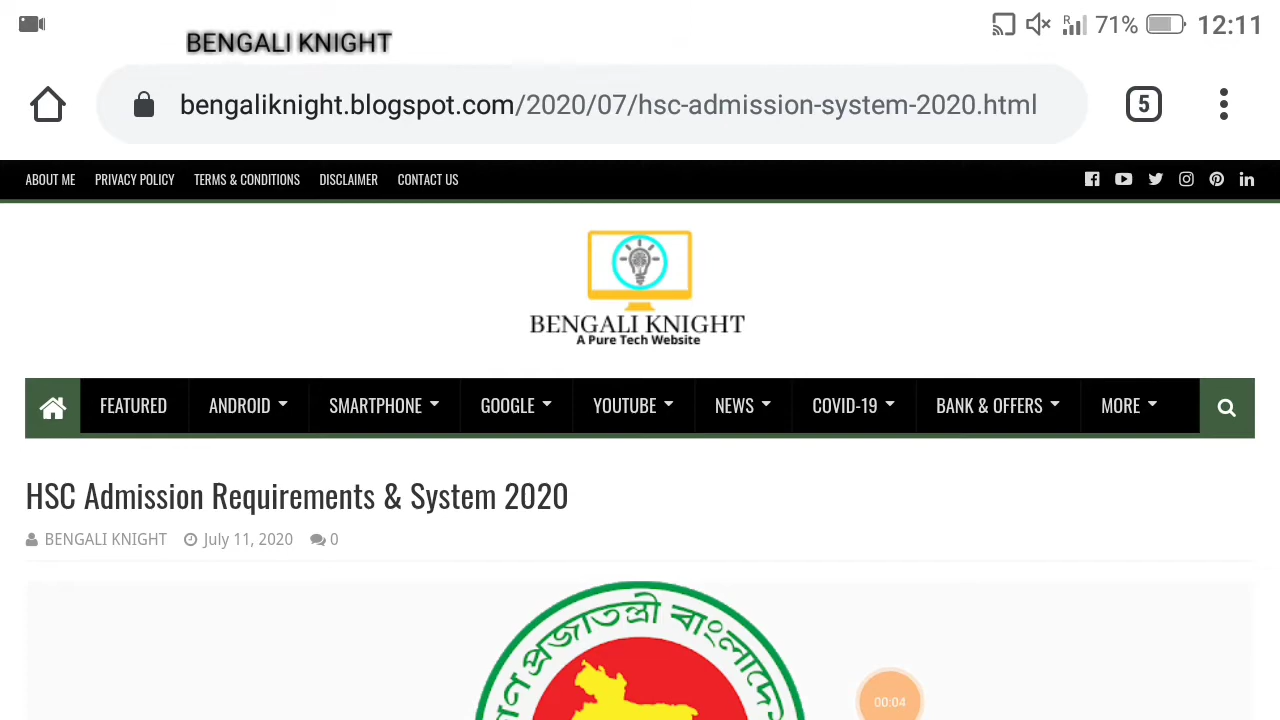 R 71% 12:11
BENGALI KNIGHT
bengaliknight.blogspot.com/2020/07/hsc-admission-system-2020.html 5
ABOUT ME PRIVACY POLICY TERMS & CONDITIONS DISCLAIMER CONTACT US
BENGALI KNIGHT
A Pure Tech Website
FEATURED ANDROID SMARTPHONE GOOGLE YOUTUBE NEWS COVID-19 BANK & OFFERS MORE
HSC Admission Requirements & System 2020
BENGALI KNIGHT July 11, 2020 0
প্রজাতন্ত্রী
00:04